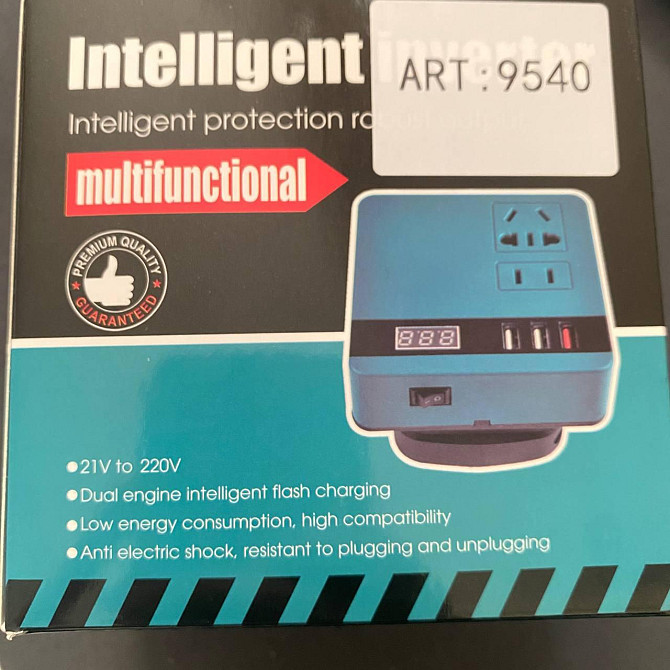 Intelligent inverter
ART:9540
Intelligent protection
multifunctional
PREMIUM QUALITY
GUARANTEED
888
21V to 220V
Dual engine intelligent flash charging
Low energy consumption, high compatibility
Anti electric shock, resistant to plugging and unplugging